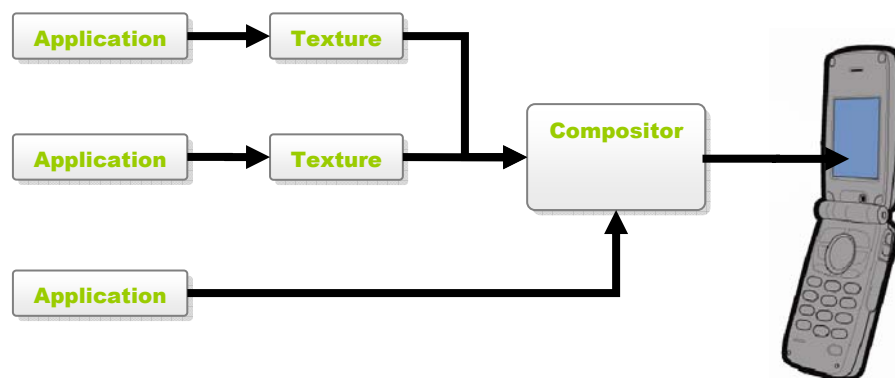 Application
Texture
Application
Texture
Compositor
Application